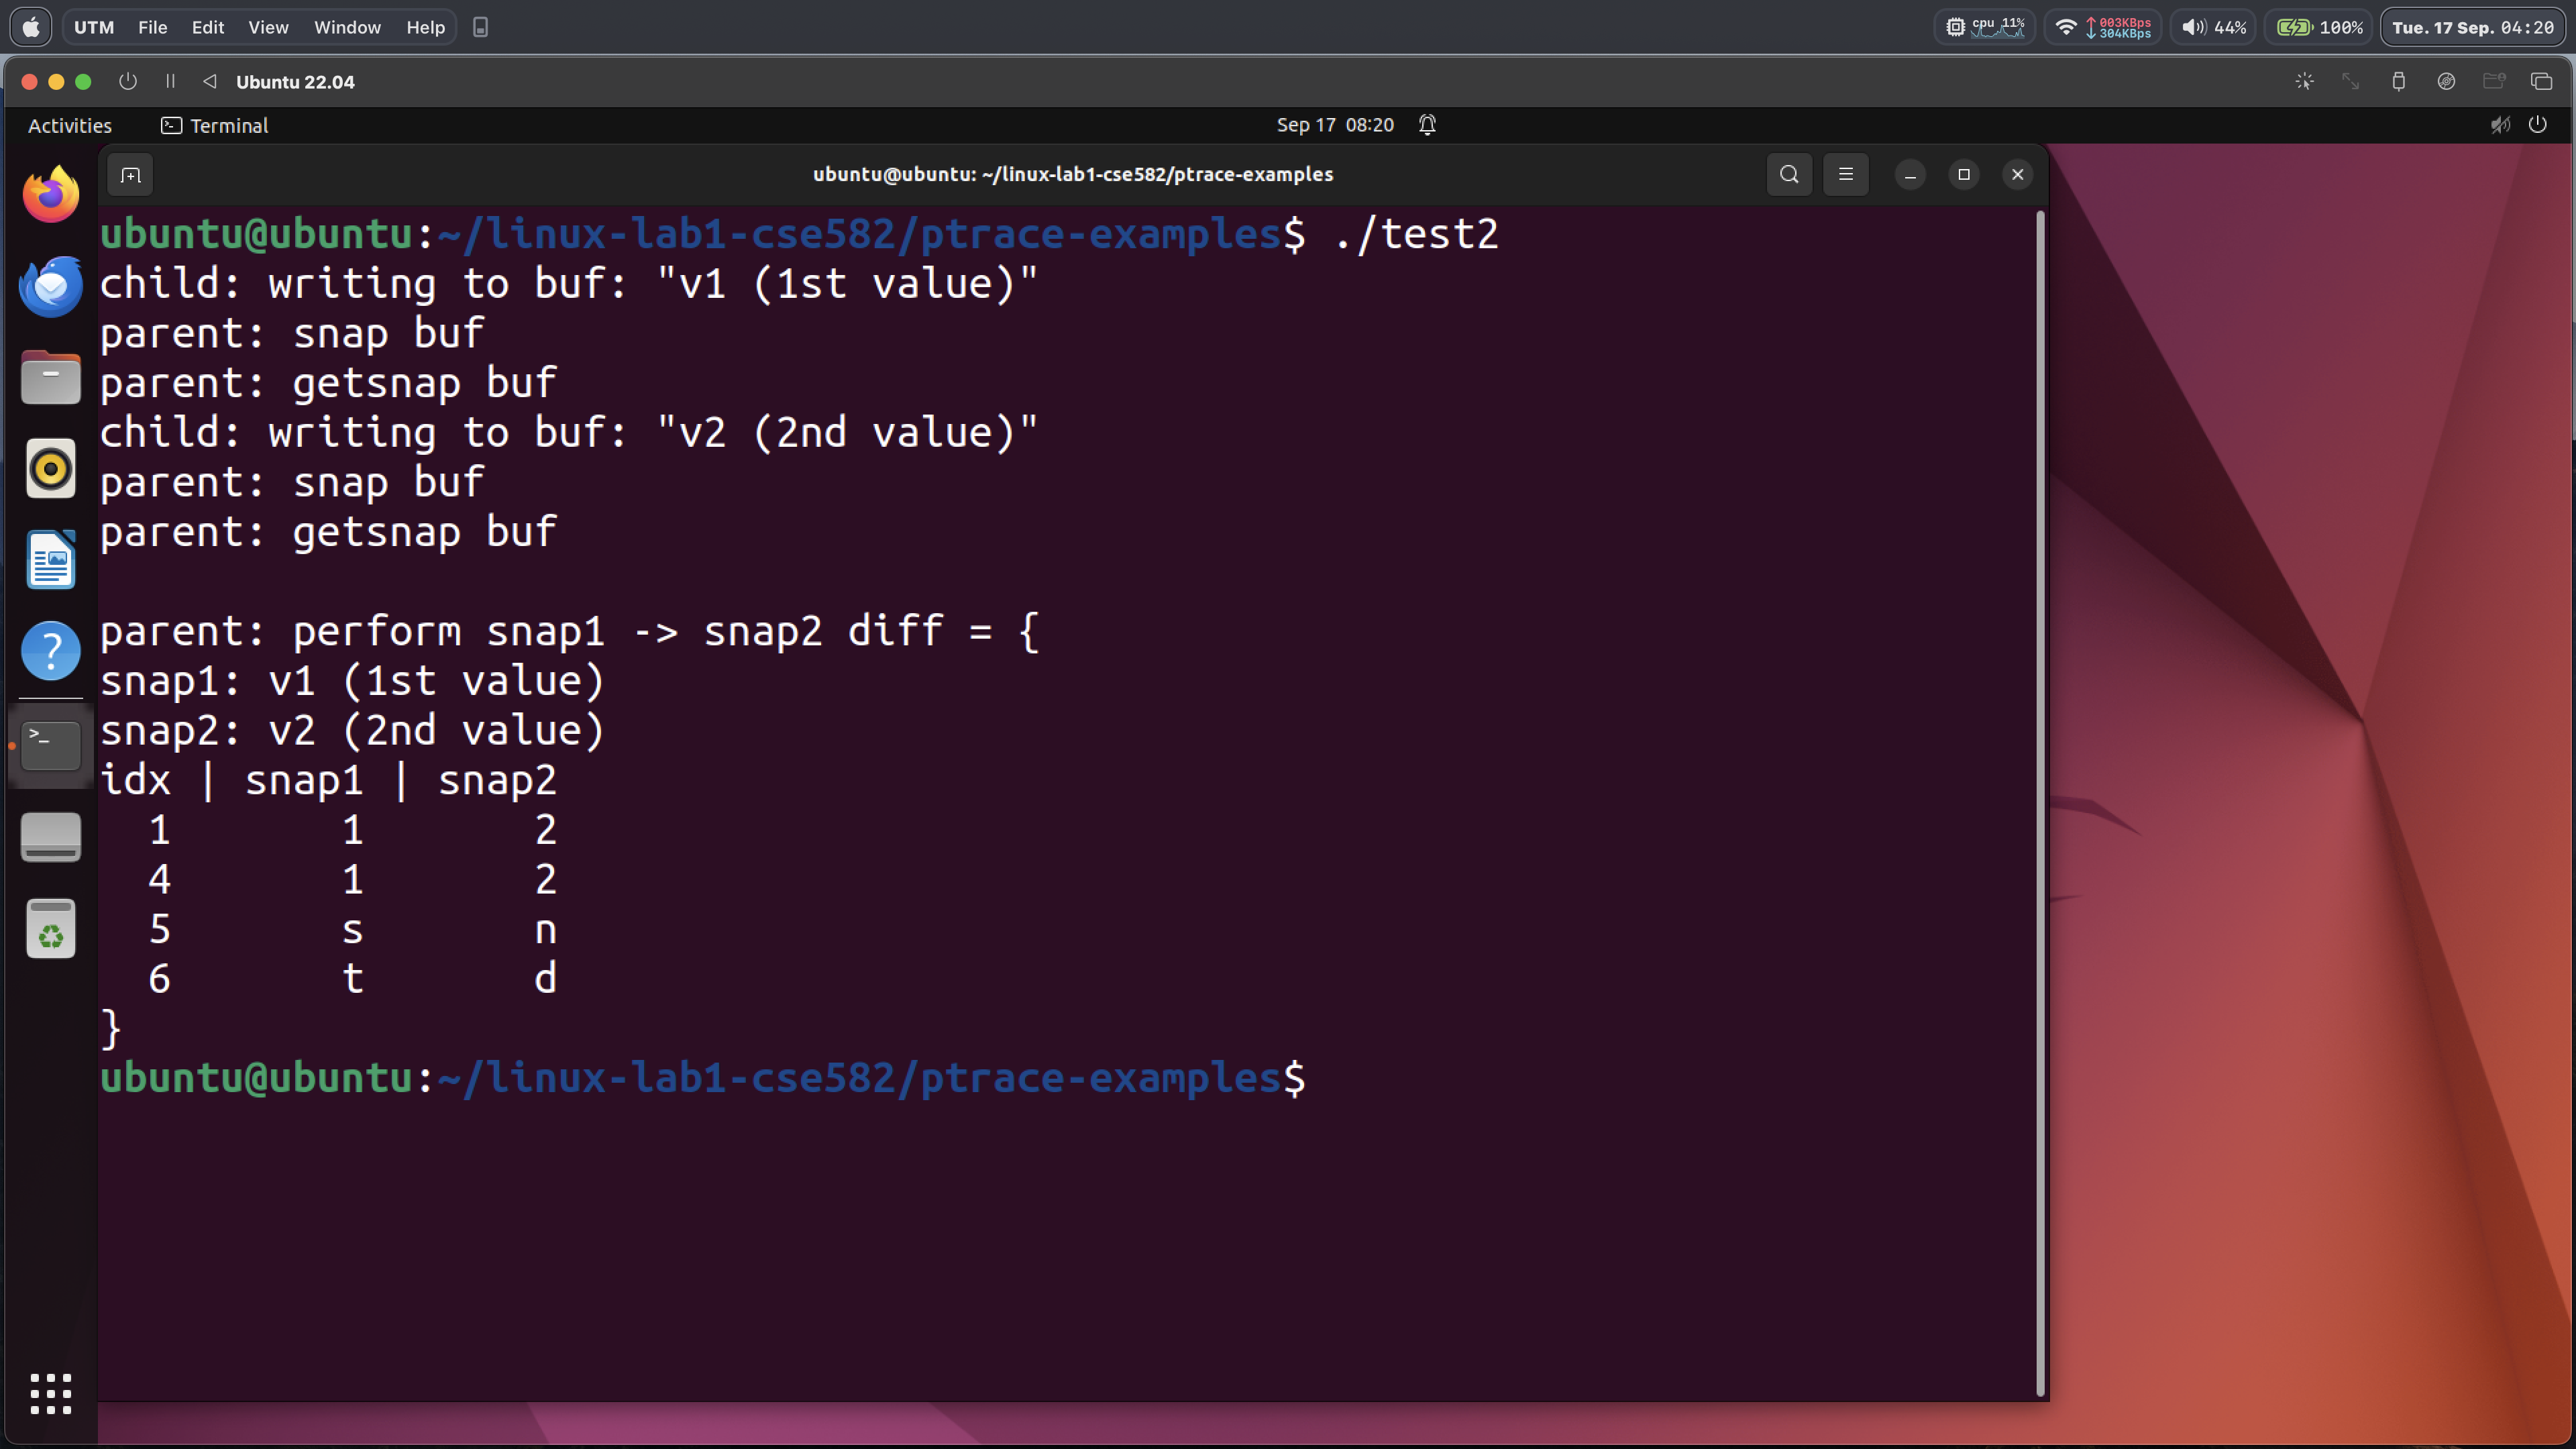 UTM File Edit View Window Help
cpu 11% 003KBps 304KBps 44% 100% Tue. 17 Sep. 04:20
Ubuntu 22.04
Activities Terminal Sep 17 08:20
ubuntu@ubuntu: ~/linux-lab1-cse582/ptrace-examples
ubuntu@ubuntu:~/linux-lab1-cse582/ptrace-examples$ ./test2
child: writing to buf: "v1 (1st value)"
parent: snap buf
parent: getsnap buf
child: writing to buf: "v2 (2nd value)"
parent: snap buf
parent: getsnap buf
parent: perform snap1 -> snap2 diff = {
snap1: v1 (1st value)
snap2: v2 (2nd value)
idx | snap1 | snap2
1 1 2
4 1 2
5 s n
6 t d
}
ubuntu@ubuntu:~/linux-lab1-cse582/ptrace-examples$